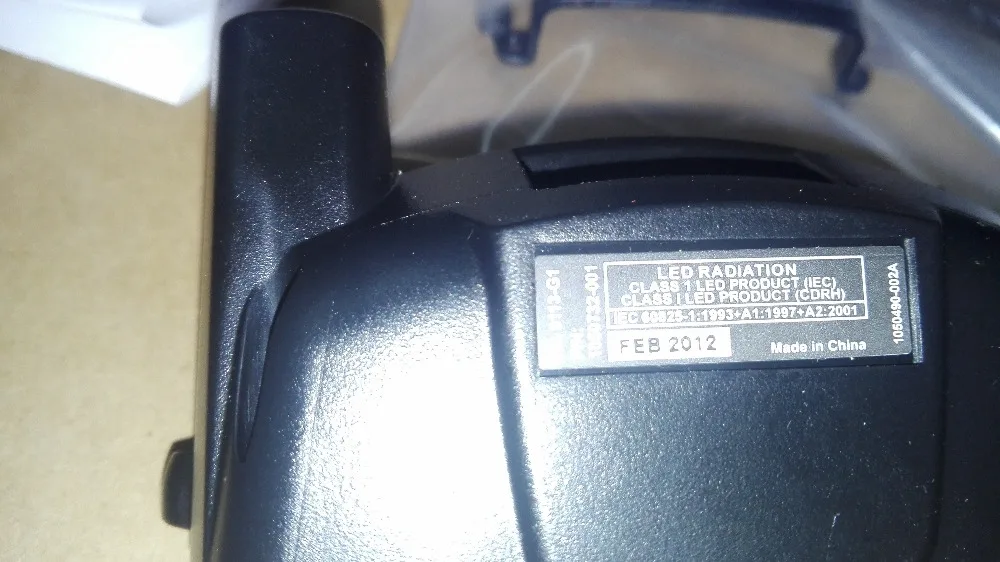 LED RADIATION
CLASS 1 LED PRODUCT (IEC)
CLASS I LED PRODUCT (CDRH)
IEC 60825-1:1993+A1:1997+A2:2001
FEB 2012
Made in China
1050490-002A